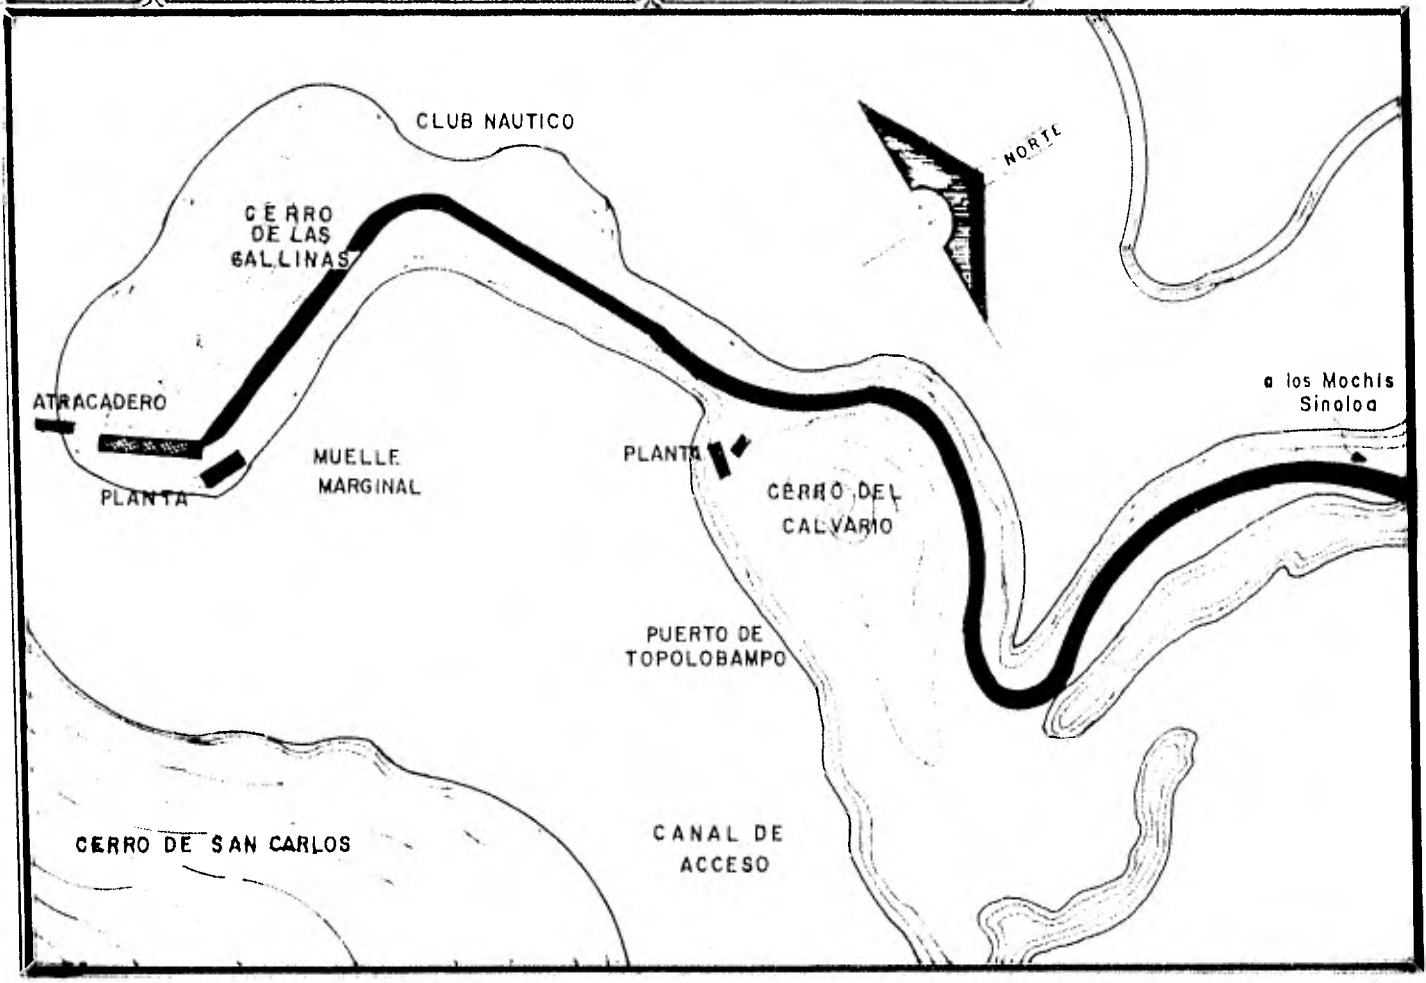 CLUB NAUTICO
NORTE
CERRO
DE LAS
GALLINAS
a los Mochis
Sinaloa
ATRACADERO
MUELLE
MARGINAL
PLANTA
PLANTA
CERRO DEL
CALVARIO
PUERTO DE
TOPOLOBAMPO
CERRO DE SAN CARLOS
CANAL DE
ACCESO